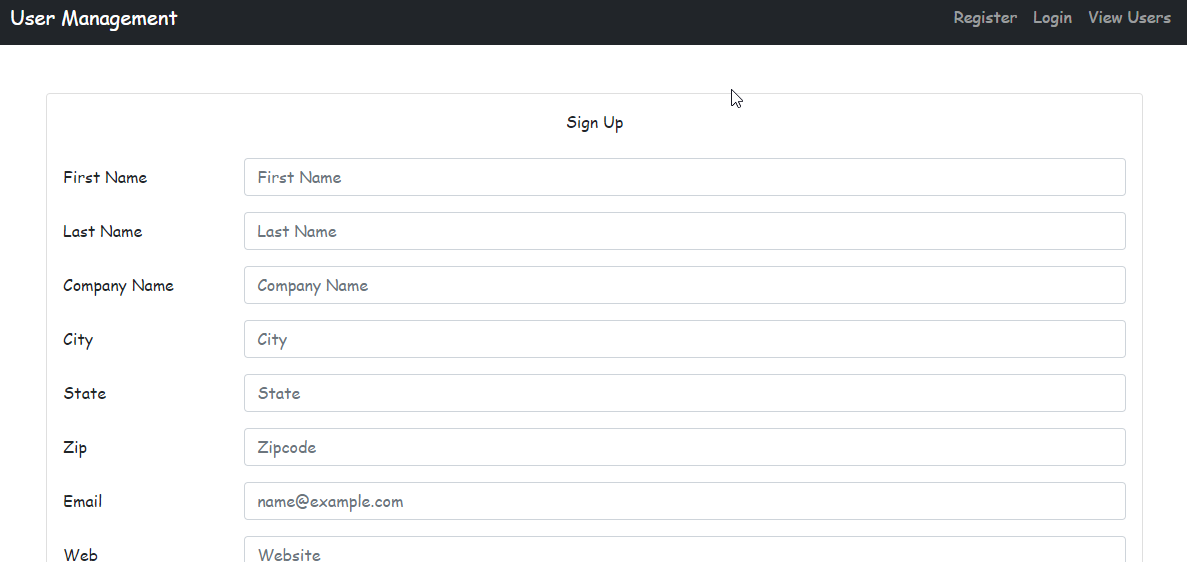 User Management Register Login View Users
Sign Up
First Name First Name
Last Name Last Name
Company Name Company Name
City City
State State
Zip Zipcode
Email name@example.com
Web Website